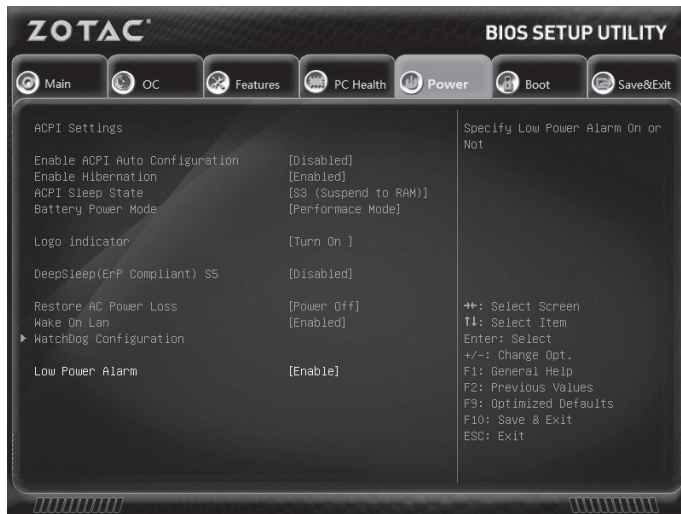 ZOTAC
BIOS SETUP UTILITY
Main OC Features PC Health Power Boot Save&Exit
ACPI Settings
Enable ACPI Auto Configuration [Disabled]
Enable Hibernation [Enabled]
ACPI Sleep State [S3 (Suspend to RAM)]
Battery Power Mode [Performace Mode]
Logo indicator [Turn On ]
DeepSleep(ErP Compliant) S5 [Disabled]
Restore AC Power Loss [Power Off]
Wake On Lan [Enabled]
WatchDog Configuration
Low Power Alarm [Enable]
Specify Low Power Alarm On or
Not
→←: Select Screen
↑↓: Select Item
Enter: Select
+/-: Change Opt.
F1: General Help
F2: Previous Values
F9: Optimized Defaults
F10: Save & Exit
ESC: Exit